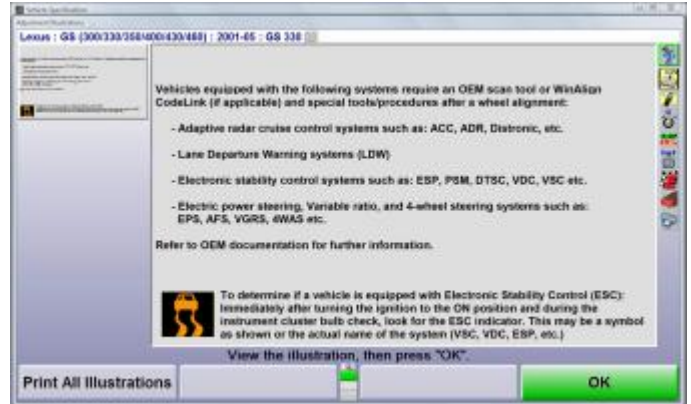 Vehicle Specifications
Adjustment Illustrations
Lexus : GS (300/330/350/400/430/460) : 2001-05 : GS 330
Vehicles equipped with the following systems require an OEM scan tool or WinAlign
CodeLink (if applicable) and special tools/procedures after a wheel alignment:
- Adaptive radar cruise control systems such as: ACC, ADR, Distronic, etc.
- Lane Departure Warning systems (LDW)
- Electronic stability control systems such as: ESP, PSM, DTSC, VDC, VSC etc.
- Electric power steering, Variable ratio, and 4-wheel steering systems such as:
EPS, AFS, VGRS, 4WAS etc.
Refer to OEM documentation for further information.
To determine if a vehicle is equipped with Electronic Stability Control (ESC):
Immediately after turning the ignition to the ON position and during the
instrument cluster bulb check, look for the ESC indicator. This may be a symbol
as shown or the actual name of the system (VSC, VDC, ESP, etc.)
View the illustration, then press "OK".
Print All Illustrations
OK